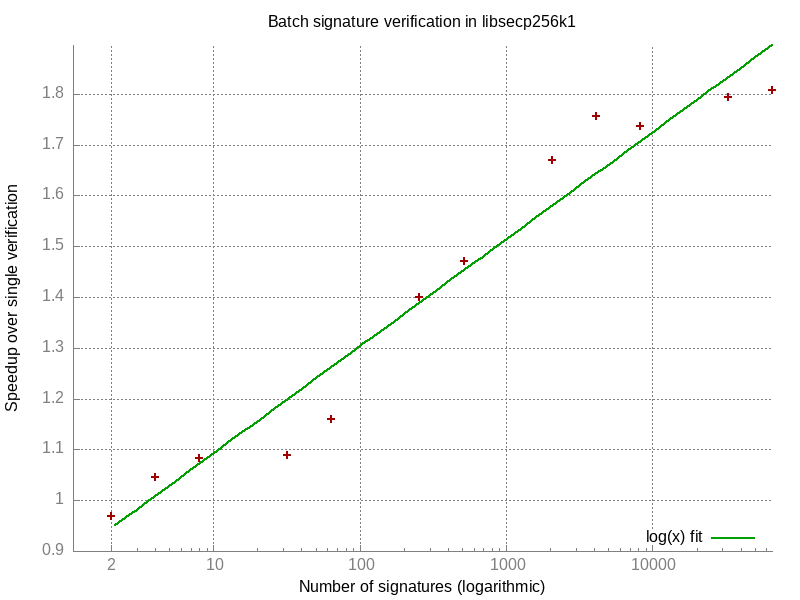 Batch signature verification in libsecp256k1
Speedup over single verification
1.8
1.7
1.6
1.5
1.4
1.3
1.2
1.1
1
0.9
log(x) fit
2 10 100 1000 10000
Number of signatures (logarithmic)